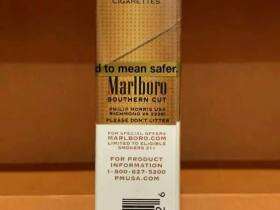 CIGARETTES
d to mean safer.
Marlboro
SOUTHERN CUT
PHILIP MORRIS USA
RICHMOND VA 23261
PLEASE DON'T LITTER
FOR SPECIAL OFFERS
MARLBORO.COM
LIMITED TO ELIGIBLE
SMOKERS 21+
FOR PRODUCT
INFORMATION
1-800-627-5200
PMUSA.COM